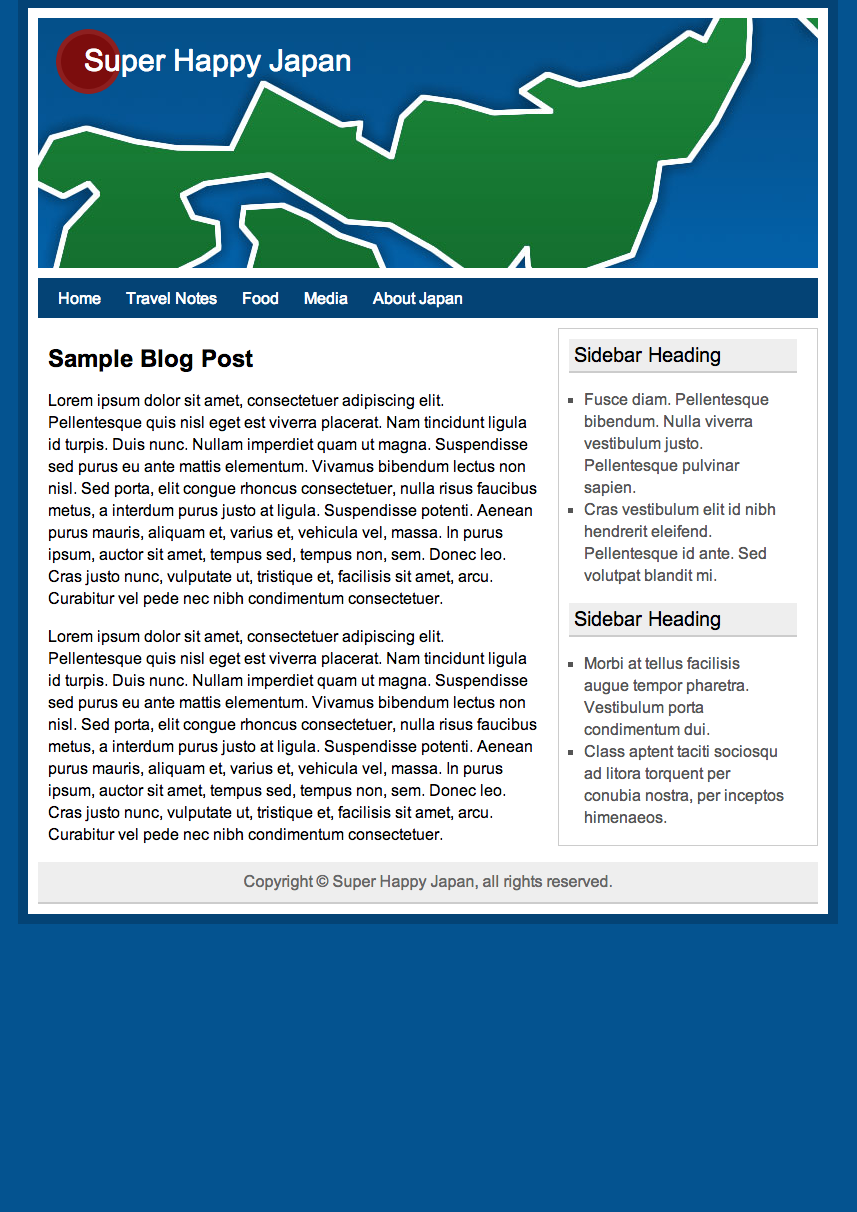 Super Happy Japan
Home Travel Notes Food Media About Japan
Sample Blog Post
Lorem ipsum dolor sit amet, consectetuer adipiscing elit.
Pellentesque quis nisl eget est viverra placerat. Nam tincidunt ligula
id turpis. Duis nunc. Nullam imperdiet quam ut magna. Suspendisse
sed purus eu ante mattis elementum. Vivamus bibendum lectus non
nisl. Sed porta, elit congue rhoncus consectetuer, nulla risus faucibus
metus, a interdum purus justo at ligula. Suspendisse potenti. Aenean
purus mauris, aliquam et, varius et, vehicula vel, massa. In purus
ipsum, auctor sit amet, tempus sed, tempus non, sem. Donec leo.
Cras justo nunc, vulputate ut, tristique et, facilisis sit amet, arcu.
Curabitur vel pede nec nibh condimentum consectetuer.
Lorem ipsum dolor sit amet, consectetuer adipiscing elit.
Pellentesque quis nisl eget est viverra placerat. Nam tincidunt ligula
id turpis. Duis nunc. Nullam imperdiet quam ut magna. Suspendisse
sed purus eu ante mattis elementum. Vivamus bibendum lectus non
nisl. Sed porta, elit congue rhoncus consectetuer, nulla risus faucibus
metus, a interdum purus justo at ligula. Suspendisse potenti. Aenean
purus mauris, aliquam et, varius et, vehicula vel, massa. In purus
ipsum, auctor sit amet, tempus sed, tempus non, sem. Donec leo.
Cras justo nunc, vulputate ut, tristique et, facilisis sit amet, arcu.
Curabitur vel pede nec nibh condimentum consectetuer.
Sidebar Heading
Fusce diam. Pellentesque
bibendum. Nulla viverra
vestibulum justo.
Pellentesque pulvinar
sapien.
Cras vestibulum elit id nibh
hendrerit eleifend.
Pellentesque id ante. Sed
volutpat blandit mi.
Sidebar Heading
Morbi at tellus facilisis
augue tempor pharetra.
Vestibulum porta
condimentum dui.
Class aptent taciti sociosqu
ad litora torquent per
conubia nostra, per inceptos
himenaeos.
Copyright © Super Happy Japan, all rights reserved.